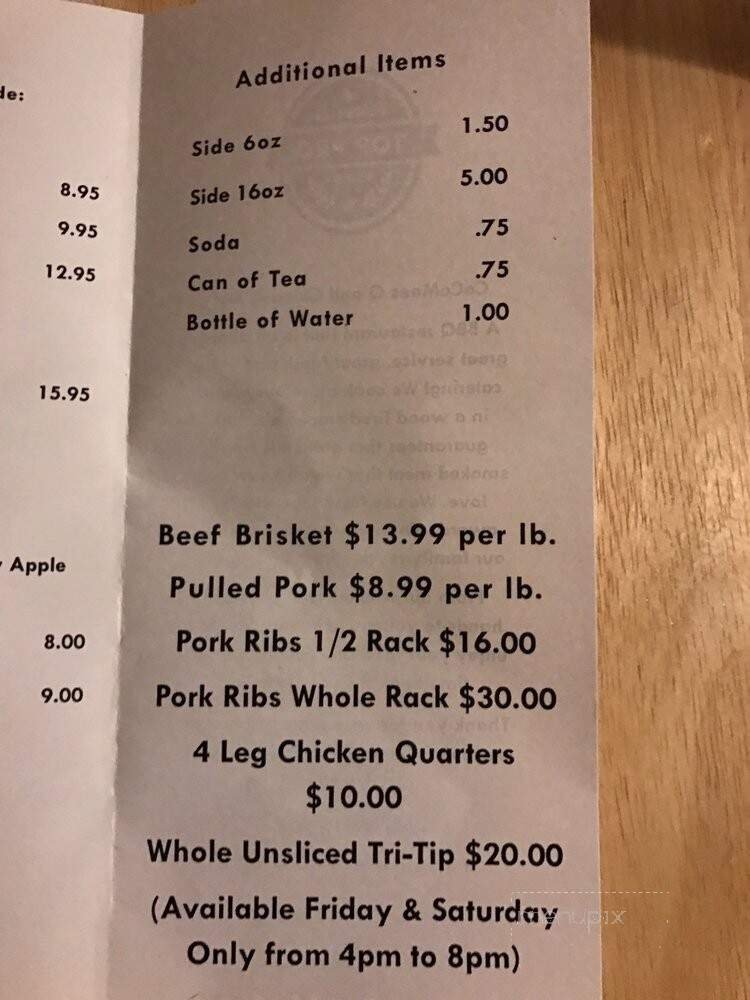 de:
8.95
9.95
12.95
15.95
Apple
8.00
9.00
Additional Items
Side 6oz 1.50
Side 16oz 5.00
Soda .75
Can of Tea .75
Bottle of Water 1.00
Beef Brisket $13.99 per lb.
Pulled Pork $8.99 per lb.
Pork Ribs 1/2 Rack $16.00
Pork Ribs Whole Rack $30.00
4 Leg Chicken Quarters
$10.00
Whole Unsliced Tri-Tip $20.00
(Available Friday & Saturday
Only from 4pm to 8pm)
menupix